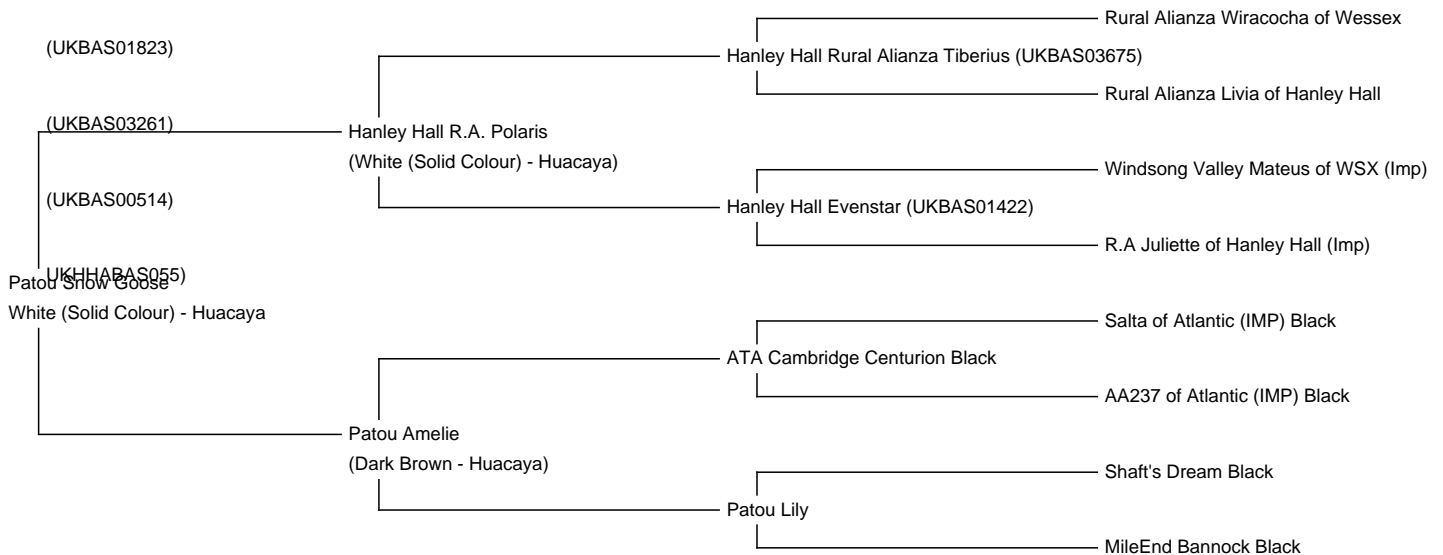 (UKBAS01823)
(UKBAS03261)
(UKBAS00514)
UKHHABAS055)
Patou Snow Goose
White (Solid Colour) - Huacaya
Hanley Hall R.A. Polaris
(White (Solid Colour) - Huacaya)
Patou Amelie
(Dark Brown - Huacaya)
Hanley Hall Rural Alianza Tiberius (UKBAS03675)
Hanley Hall Evenstar (UKBAS01422)
ATA Cambridge Centurion Black
Patou Lily
Rural Alianza Wiracocha of Wessex
Rural Alianza Livia of Hanley Hall
Windsong Valley Mateus of WSX (Imp)
R.A Juliette of Hanley Hall (Imp)
Salta of Atlantic (IMP) Black
AA237 of Atlantic (IMP) Black
Shaft's Dream Black
MileEnd Bannock Black